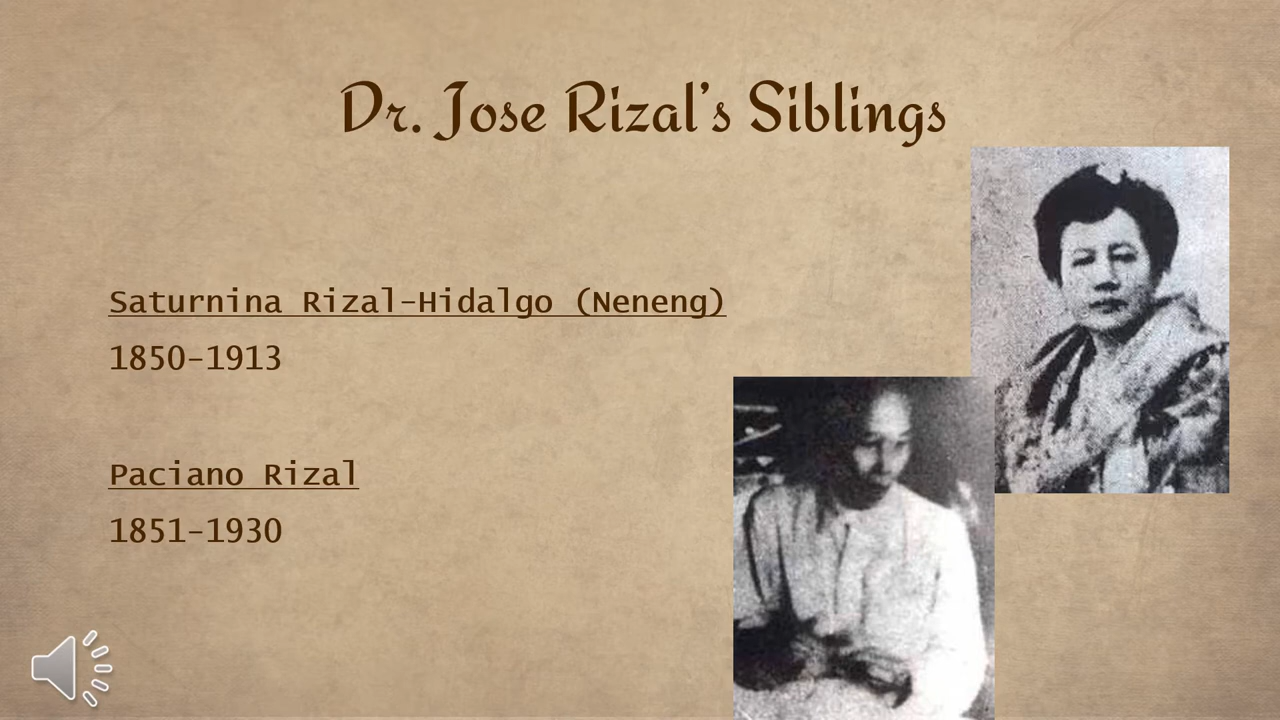 Dr. Jose Rizal’s Siblings
Saturnina Rizal-Hidalgo (Neneng)
1850-1913
Paciano Rizal
1851-1930